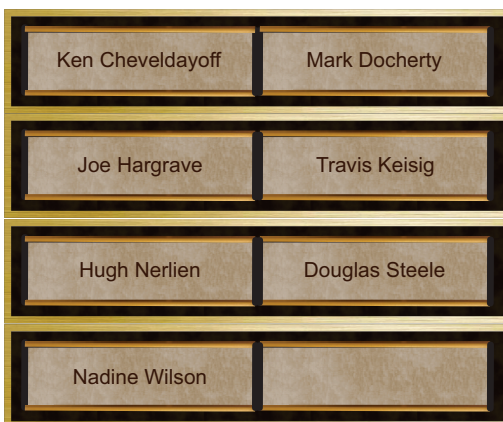 Ken Cheveldayoff Mark Docherty
Joe Hargrave Travis Keisig
Hugh Nerlien Douglas Steele
Nadine Wilson